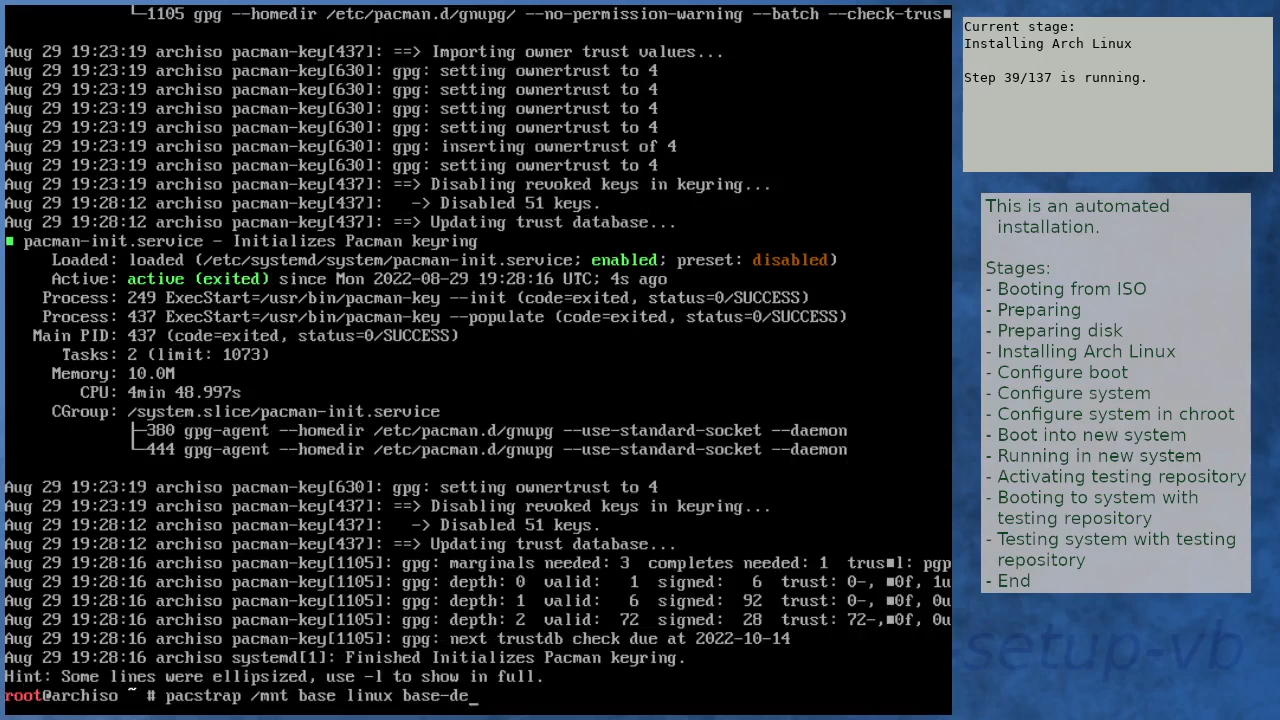 └─1105 gpg --homedir /etc/pacman.d/gnupg/ --no-permission-warning --batch --check-trus■
Aug 29 19:23:19 archiso pacman-key[437]: ==> Importing owner trust values...
Aug 29 19:23:19 archiso pacman-key[630]: gpg: setting ownertrust to 4
Aug 29 19:23:19 archiso pacman-key[630]: gpg: setting ownertrust to 4
Aug 29 19:23:19 archiso pacman-key[630]: gpg: setting ownertrust to 4
Aug 29 19:23:19 archiso pacman-key[630]: gpg: setting ownertrust to 4
Aug 29 19:23:19 archiso pacman-key[630]: gpg: inserting ownertrust of 4
Aug 29 19:23:19 archiso pacman-key[630]: gpg: setting ownertrust to 4
Aug 29 19:23:19 archiso pacman-key[437]: ==> Disabling revoked keys in keyring...
Aug 29 19:28:12 archiso pacman-key[437]:   -> Disabled 51 keys.
Aug 29 19:28:12 archiso pacman-key[437]: ==> Updating trust database...
■ pacman-init.service - Initializes Pacman keyring
Loaded: loaded (/etc/systemd/system/pacman-init.service; enabled; preset: disabled)
Active: active (exited) since Mon 2022-08-29 19:28:16 UTC; 4s ago
Process: 249 ExecStart=/usr/bin/pacman-key --init (code=exited, status=0/SUCCESS)
Process: 437 ExecStart=/usr/bin/pacman-key --populate (code=exited, status=0/SUCCESS)
Main PID: 437 (code=exited, status=0/SUCCESS)
Tasks: 2 (limit: 1073)
Memory: 10.0M
CPU: 4min 48.997s
CGroup: /system.slice/pacman-init.service
├─380 gpg-agent --homedir /etc/pacman.d/gnupg --use-standard-socket --daemon
└─444 gpg-agent --homedir /etc/pacman.d/gnupg --use-standard-socket --daemon
Aug 29 19:23:19 archiso pacman-key[630]: gpg: setting ownertrust to 4
Aug 29 19:23:19 archiso pacman-key[437]: ==> Disabling revoked keys in keyring...
Aug 29 19:28:12 archiso pacman-key[437]:   -> Disabled 51 keys.
Aug 29 19:28:12 archiso pacman-key[437]: ==> Updating trust database...
Aug 29 19:28:16 archiso pacman-key[1105]: gpg: marginals needed: 3  completes needed: 1  trus■l: pgp
Aug 29 19:28:16 archiso pacman-key[1105]: gpg: depth: 0  valid:   1  signed:   6  trust: 0-, ■0f, 1u
Aug 29 19:28:16 archiso pacman-key[1105]: gpg: depth: 1  valid:   6  signed:  92  trust: 0-, ■0f, 0u
Aug 29 19:28:16 archiso pacman-key[1105]: gpg: depth: 2  valid:  72  signed:  28  trust: 72-,■0f, 0u
Aug 29 19:28:16 archiso pacman-key[1105]: gpg: next trustdb check due at 2022-10-14
Aug 29 19:28:16 archiso systemd[1]: Finished Initializes Pacman keyring.
Hint: Some lines were ellipsized, use -l to show in full.
root@archiso ~ # pacstrap /mnt base linux base-de_
Current stage:
Installing Arch Linux
Step 39/137 is running.
This is an automated
installation.
Stages:
- Booting from ISO
- Preparing
- Preparing disk
- Installing Arch Linux
- Configure boot
- Configure system
- Configure system in chroot
- Boot into new system
- Running in new system
- Activating testing repository
- Booting to system with
testing repository
- Testing system with testing
repository
- End
setup-vb